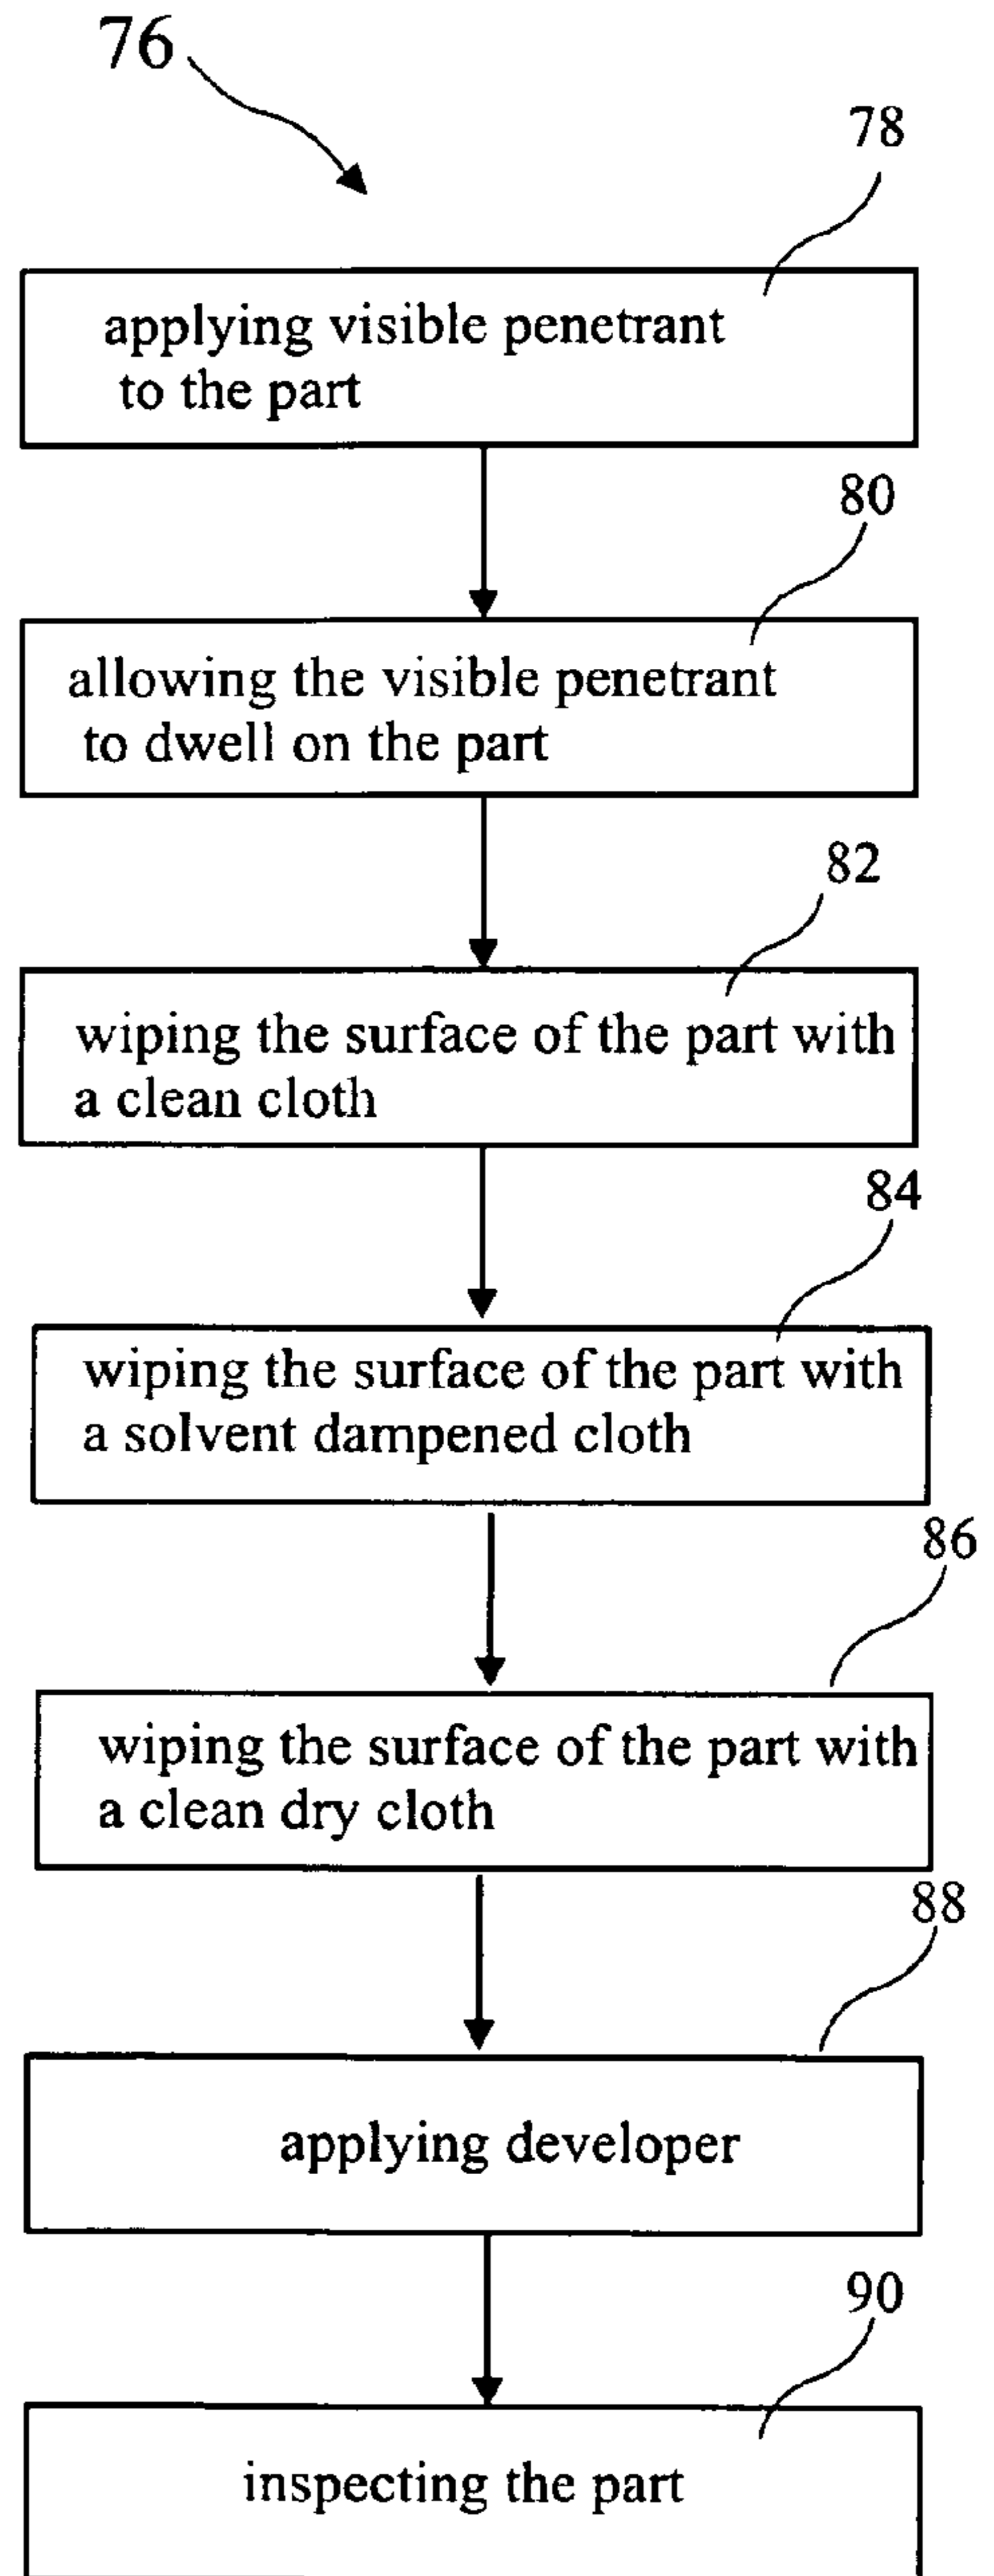 76
78
applying visible penetrant
to the part
80
allowing the visible penetrant
to dwell on the part
82
wiping the surface of the part with
a clean cloth
84
wiping the surface of the part with
a solvent dampened cloth
86
wiping the surface of the part with
a clean dry cloth
88
applying developer
90
inspecting the part